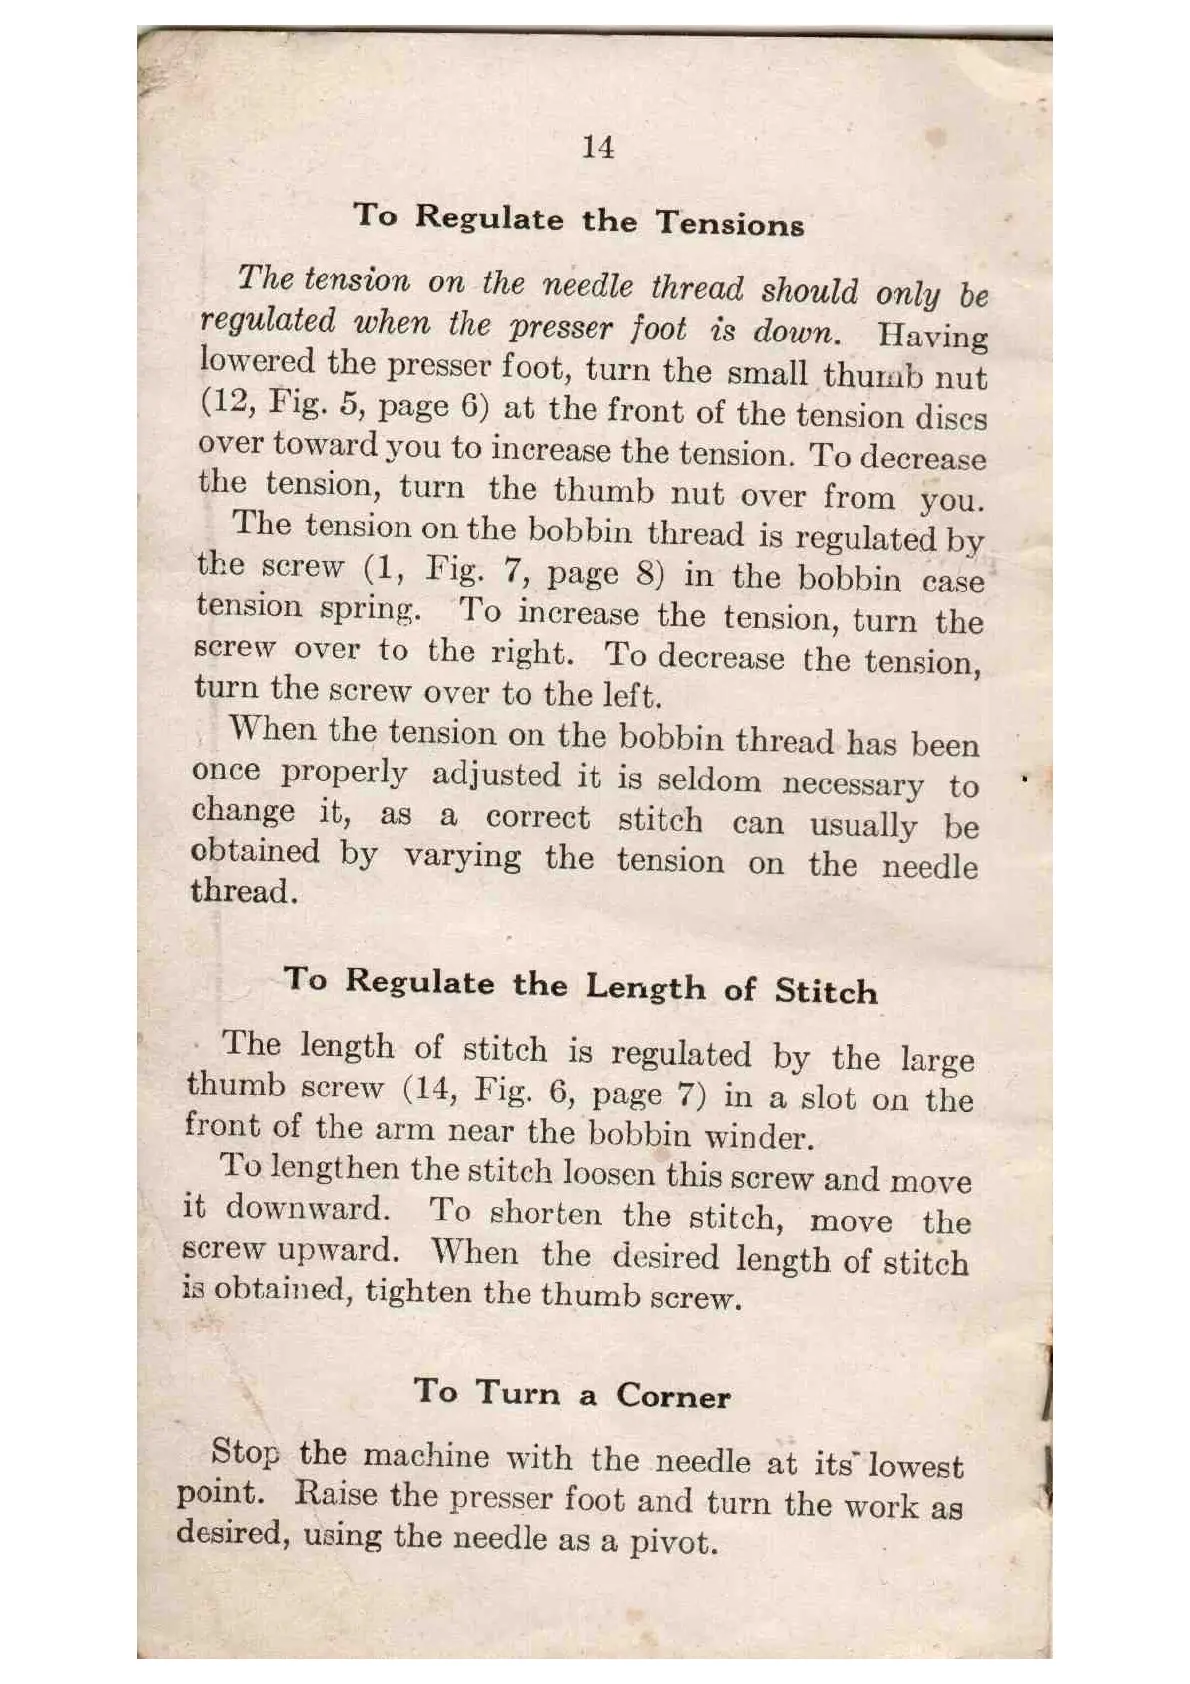 14
To Regulate the Tensions
The tension on the needle thread should only be
regulated when the presser foot is down. Having
lowered the presser foot, turn the small thumb nut
(12, Fig. 5, page 6) at the front of the tension discs
over toward you to increase the tension. To decrease
the tension, turn the thumb nut over from you.
The tension on the bobbin thread is regulated by
the screw (1, Fig. 7, page 8) in the bobbin case
tension spring. To increase the tension, turn the
screw over to the right. To decrease the tension,
turn the screw over to the left.
When the tension on the bobbin thread has been
once properly adjusted it is seldom necessary to
change it, as a correct stitch can usually be
obtained by varying the tension on the needle
thread.
To Regulate the Length of Stitch
The length of stitch is regulated by the large
thumb screw (14, Fig. 6, page 7) in a slot on the
front of the arm near the bobbin winder.
To lengthen the stitch loosen this screw and move
it downward. To shorten the stitch, move the
screw upward. When the desired length of stitch
is obtained, tighten the thumb screw.
To Turn a Corner
Stop the machine with the needle at its lowest
point. Raise the presser foot and turn the work as
desired, using the needle as a pivot.